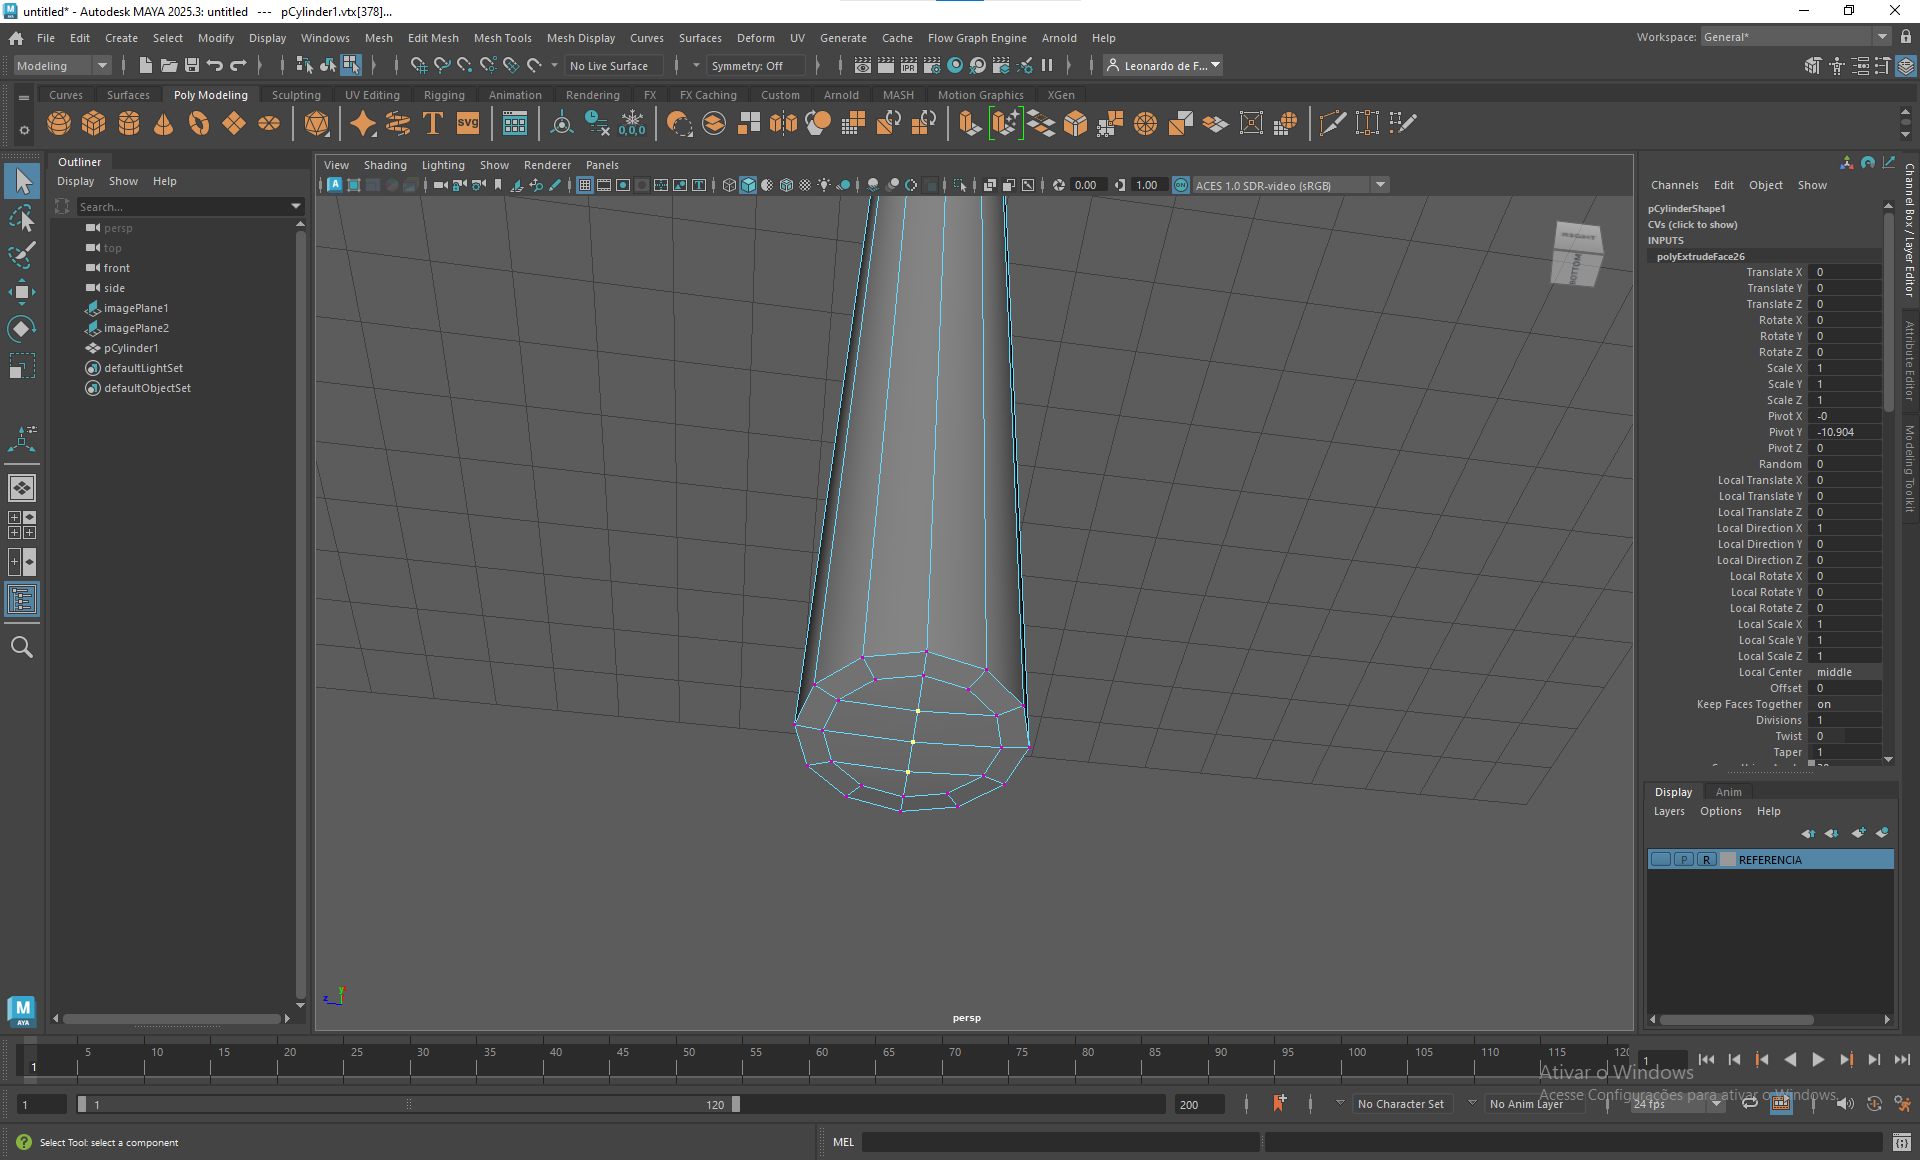 untitled* - Autodesk MAYA 2025.3: untitled --- pCylinder1.vtx[378]...
File Edit Create Select Modify Display Windows Mesh Edit Mesh Mesh Tools Mesh Display Curves Surfaces Deform UV Generate Cache Flow Graph Engine Arnold Help
Workspace: General*
Modeling
No Live Surface
Symmetry: Off
IPR
Leonardo de F...
Curves Surfaces Poly Modeling Sculpting UV Editing Rigging Animation Rendering FX FX Caching Custom Arnold MASH Motion Graphics XGen
T
SVG
0,0,0
Outliner
Display Show Help
Search...
persp
top
front
side
imagePlane1
imagePlane2
pCylinder1
defaultLightSet
defaultObjectSet
View Shading Lighting Show Renderer Panels
0.00
1.00
ACES 1.0 SDR-video (sRGB)
BOTTOM
y
z
persp
Channels Edit Object Show
pCylinderShape1
CVs (click to show)
INPUTS
polyExtrudeFace26
Translate X 0
Translate Y 0
Translate Z 0
Rotate X 0
Rotate Y 0
Rotate Z 0
Scale X 1
Scale Y 1
Scale Z 1
Pivot X -0
Pivot Y -10.904
Pivot Z 0
Random 0
Local Translate X 0
Local Translate Y 0
Local Translate Z 0
Local Direction X 1
Local Direction Y 0
Local Direction Z 0
Local Rotate X 0
Local Rotate Y 0
Local Rotate Z 0
Local Scale X 1
Local Scale Y 1
Local Scale Z 1
Local Center middle
Offset 0
Keep Faces Together on
Divisions 1
Twist 0
Taper 1
Channel Box / Layer Editor
Attribute Editor
Modeling Toolkit
Display Anim
Layers Options Help
P R REFERENCIA
M
AYA
5 10 15 20 25 30 35 40 45 50 55 60 65 70 75 80 85 90 95 100 105 110 115 120
1
1
Ativar o Windows
Acesse Configurações para ativar o Windows.
1
1
120
200
No Character Set
No Anim Layer
24 fps
Select Tool: select a component
MEL